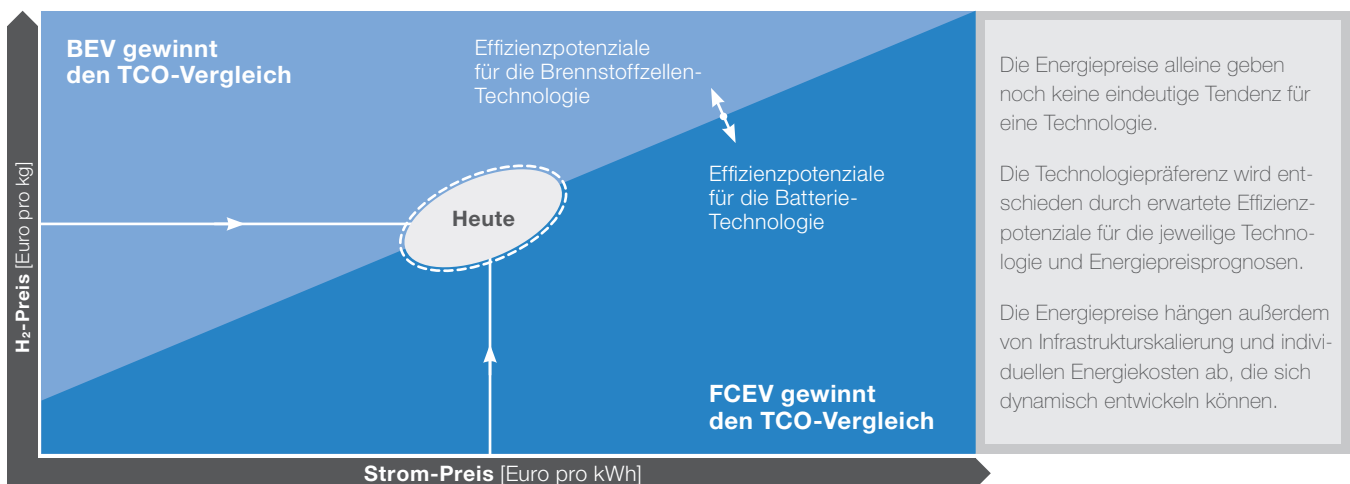 BEV gewinnt
den TCO-Vergleich
Effizienzpotenziale
für die Brennstoffzellen-
Technologie
Effizienzpotenziale
für die Batterie-
Technologie
Heute
FCEV gewinnt
den TCO-Vergleich
H₂-Preis [Euro pro kg]
Strom-Preis [Euro pro kWh]
Die Energiepreise alleine geben
noch keine eindeutige Tendenz für
eine Technologie.
Die Technologiepräferenz wird ent-
schieden durch erwartete Effizienz-
potenziale für die jeweilige Techno-
logie und Energiepreisprognosen.
Die Energiepreise hängen außerdem
von Infrastrukturskalierung und indivi-
duellen Energiekosten ab, die sich
dynamisch entwickeln können.